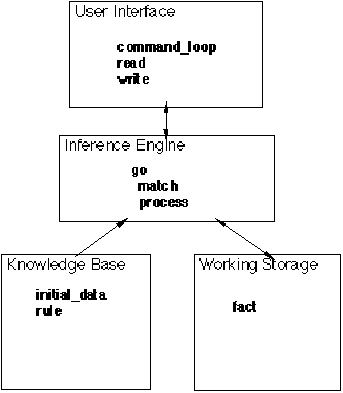 User Interface
command_loop
read
write
Inference Engine
go
match
process
Knowledge Base
initial_data
rule
Working Storage
fact